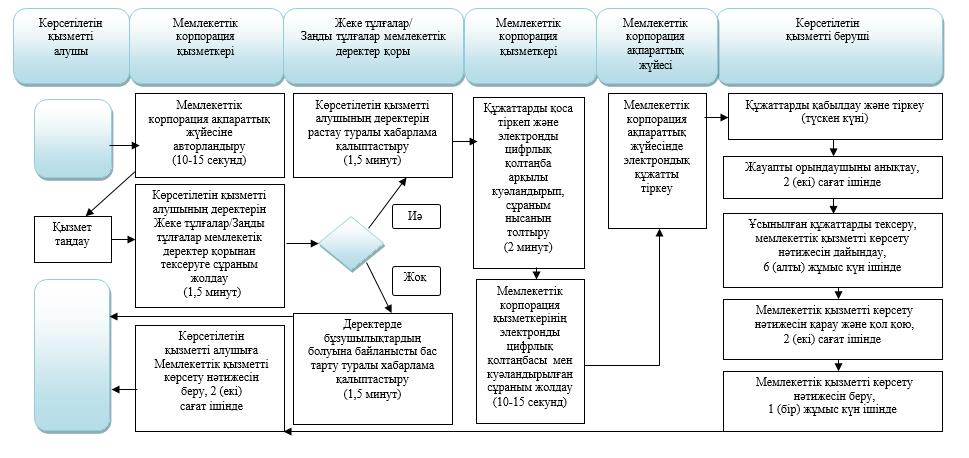 Көрсетілетін
қызметті
алушы
Мемлекеттік
корпорация
қызметкері
Жеке тұлғалар/
Заңды тұлғалар мемлекеттік
деректер қоры
Мемлекеттік
корпорация
қызметкері
Мемлекеттік
корпорация
ақпараттық
жүйесі
Көрсетілетін
қызметті беруші
Мемлекеттік
корпорация ақпараттық
жүйесіне
авторландыру
(10-15 секунд)
Қызмет
таңдау
Көрсетілетін қызметті
алушының деректерін
Жеке тұлғалар/Заңды
тұлғалар мемлекетік
деректер қорынан
тексеруге сұраным
жолдау
(1,5 минут)
Көрсетілетін қызметті
алушының деректерін
растау туралы хабарлама
қалыптастыру
(1,5 минут)
Иә
Жоқ
Деректерде
бұзушылықтардың
болуына байланысты бас
тарту туралы хабарлама
қалыптастыру
(1,5 минут)
Құжаттарды қоса
тіркеп және
электронды
цифрлық
қолтаңба
арқылы
куәландырып,
сұраным
нысанын
толтыру
(2 минут)
Мемлекеттік
корпорация
қызметкерінің
электронды
цифрлық
қолтаңбасы мен
куәландырылған
сұраным жолдау
(10-15 секунд)
Мемлекеттік
корпорация
ақпараттық
жүйесінде
электрондық
құжатты
тіркеу
Құжаттарды қабылдау және тіркеу
(түскен күні)
Жауапты орындаушыны анықтау,
2 (екі) сағат ішінде
Ұсынылған құжаттарды тексеру,
мемлекеттік қызметті көрсету
нәтижесін дайындау,
6 (алты) жұмыс күн ішінде
Мемлекеттік қызметті көрсету
нәтижесін қарау және қол қою,
2 (екі) сағат ішінде
Мемлекеттік қызметті көрсету
нәтижесін беру,
1 (бір) жұмыс күн ішінде
Көрсетілетін
қызметті алушыға
Мемлекеттік қызметті
көрсету нәтижесін
беру, 2 (екі)
сағат ішінде